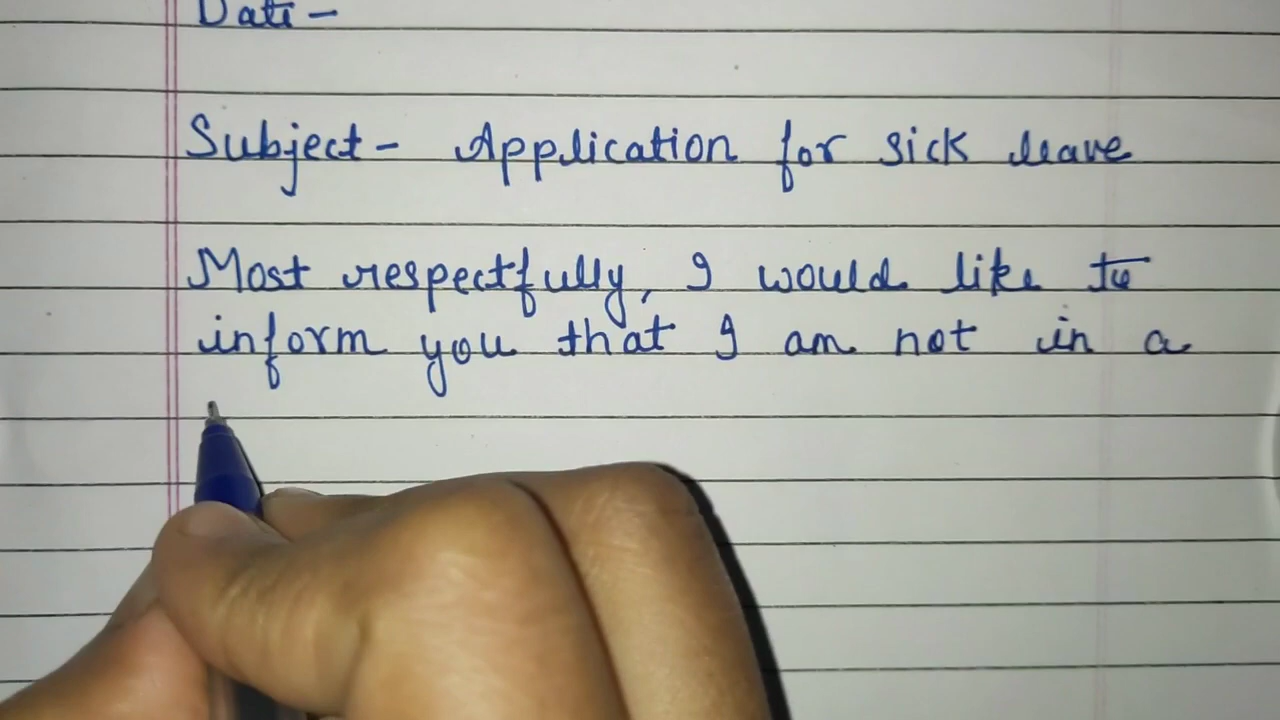 Date -
Subject - Application for sick leave
Most respectfully, I would like to
inform you that I am not in a